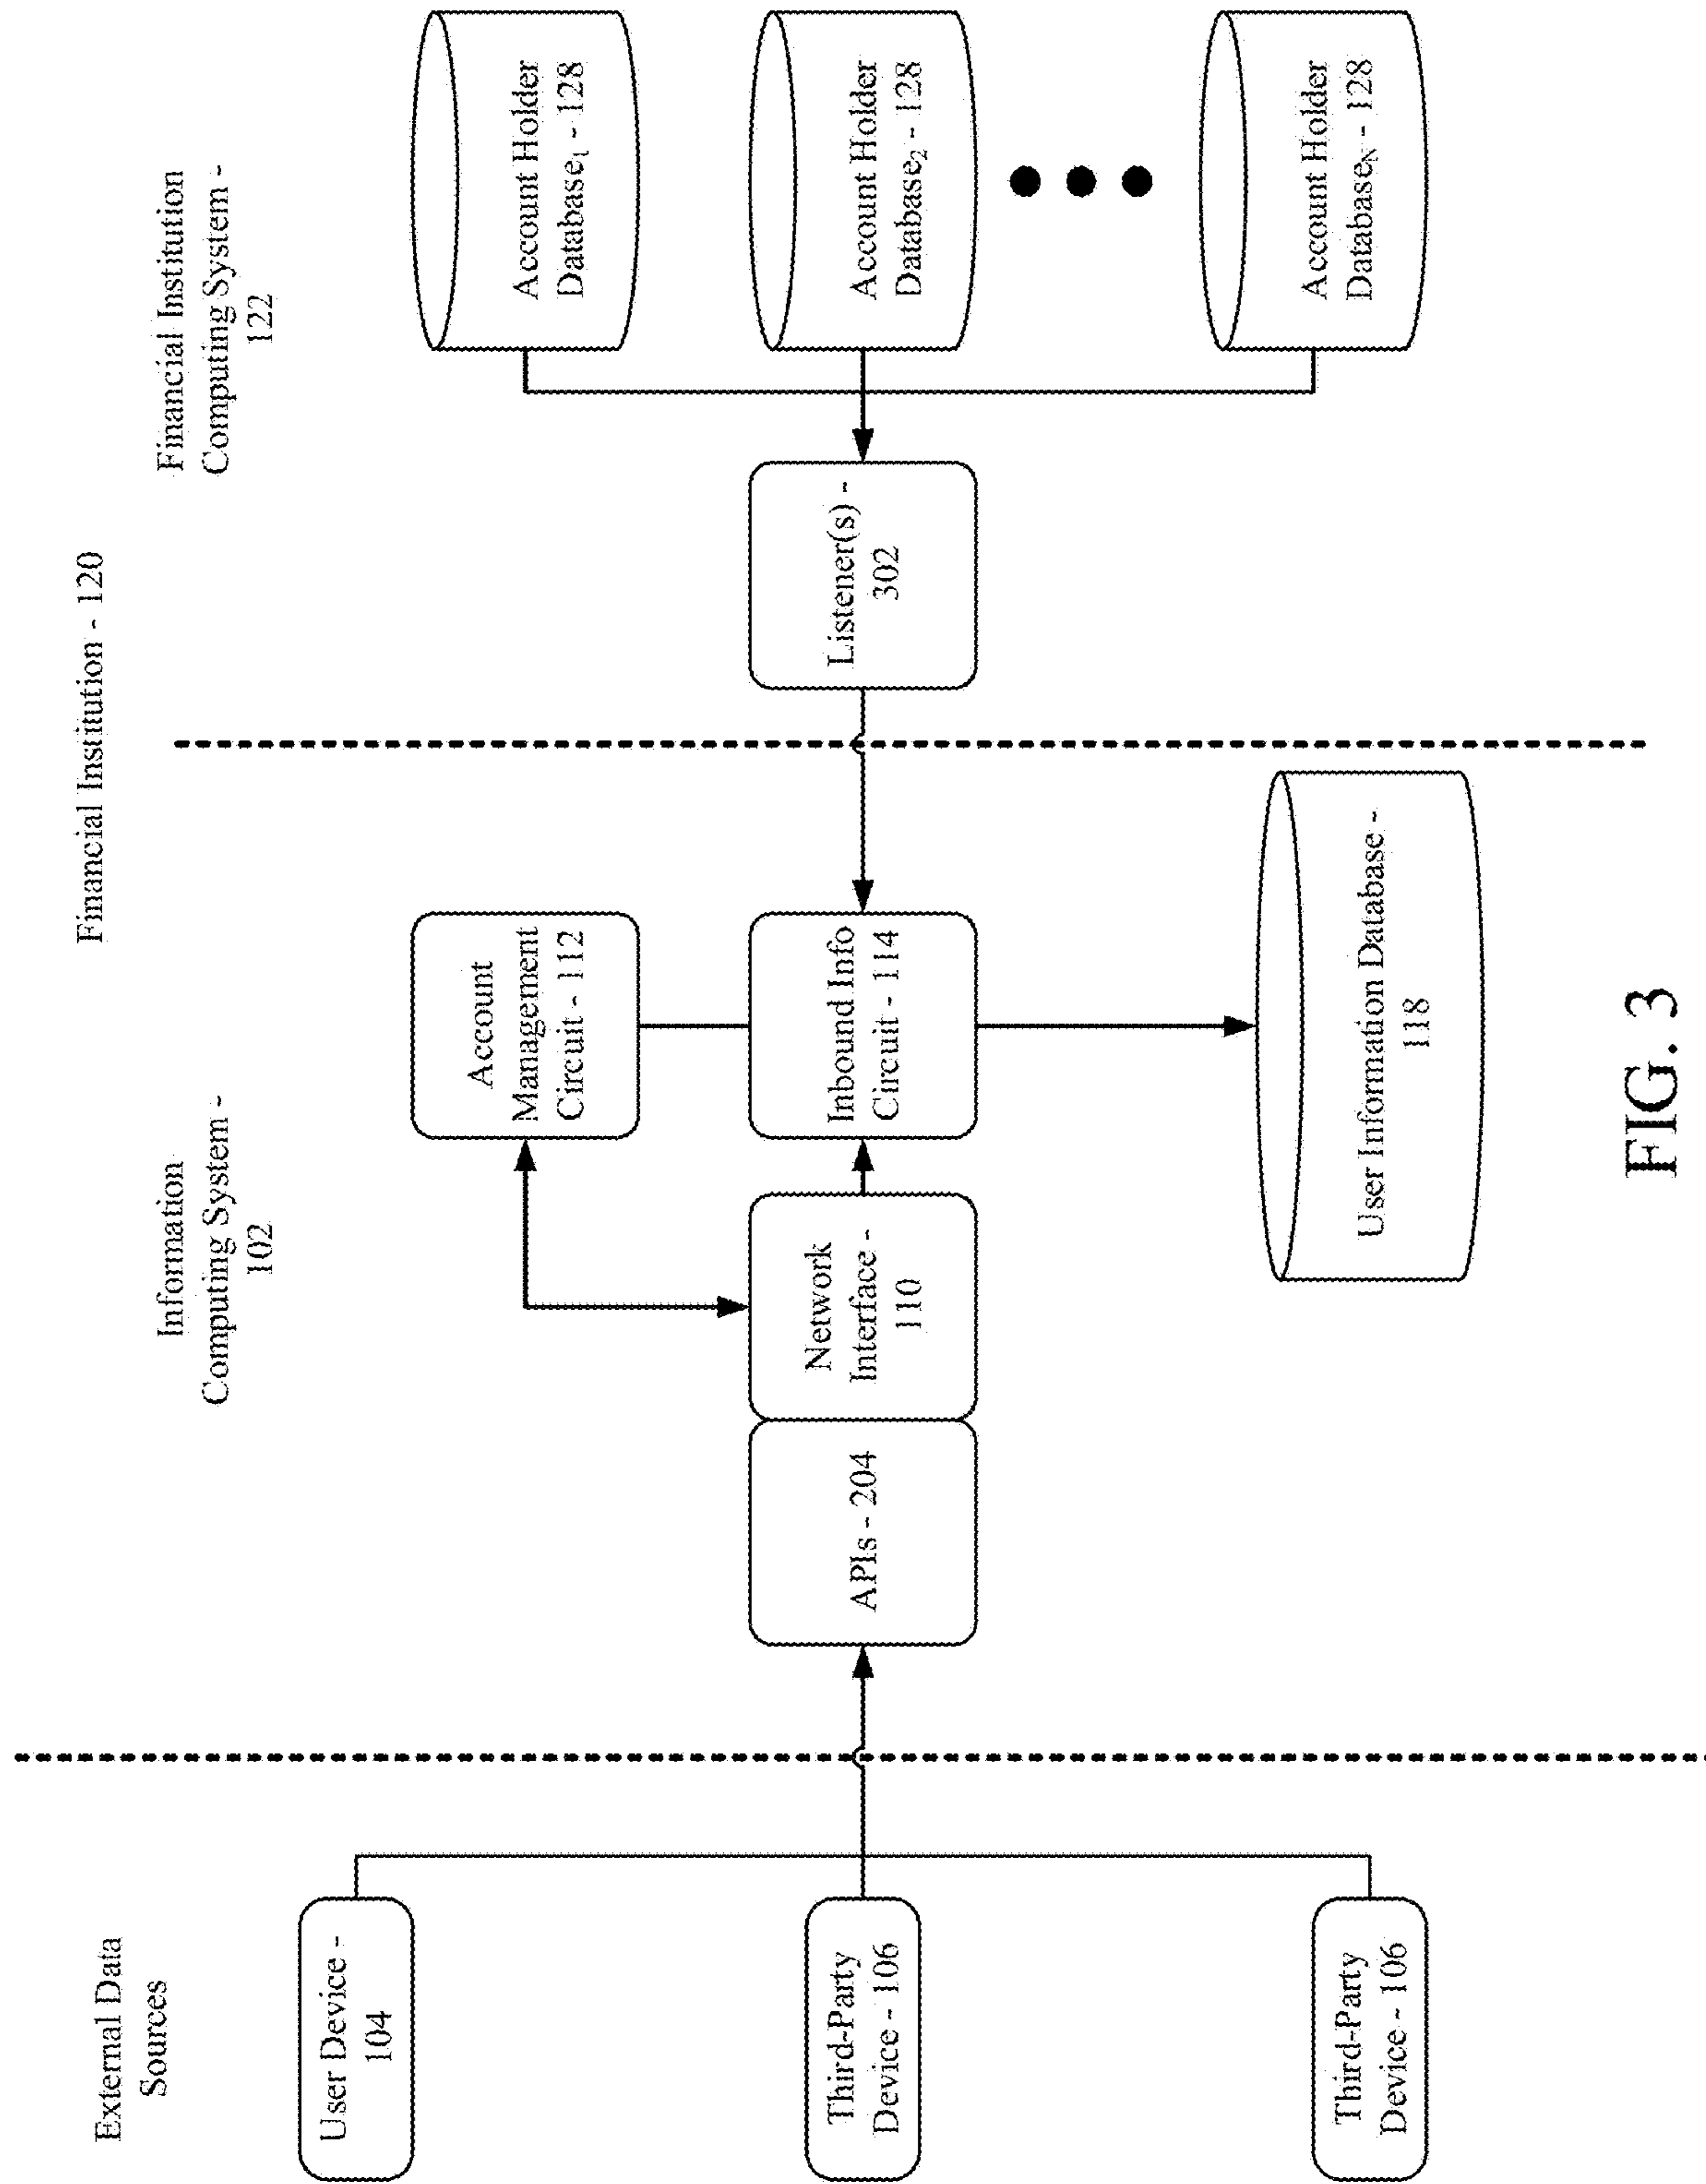 Financial Institution - 120
External Data
Sources
Information
Computing System -
102
Financial Institution
Computing System -
122
User Device -
104
Third-Party
Device - 106
Third-Party
Device - 106
APIs - 204
Network
Interface -
110
Account
Management
Circuit - 112
Inbound Info
Circuit - 114
User Information Database -
118
Listener(s) -
302
Account Holder
Database₁ - 128
Account Holder
Database₂ - 128
Account Holder
Database_N - 128
FIG. 3